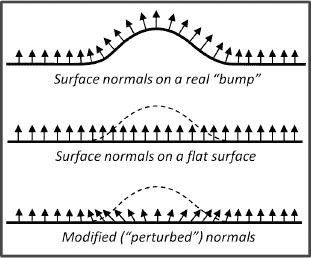 Surface normals on a real “bump”
Surface normals on a flat surface
Modified (“perturbed”) normals